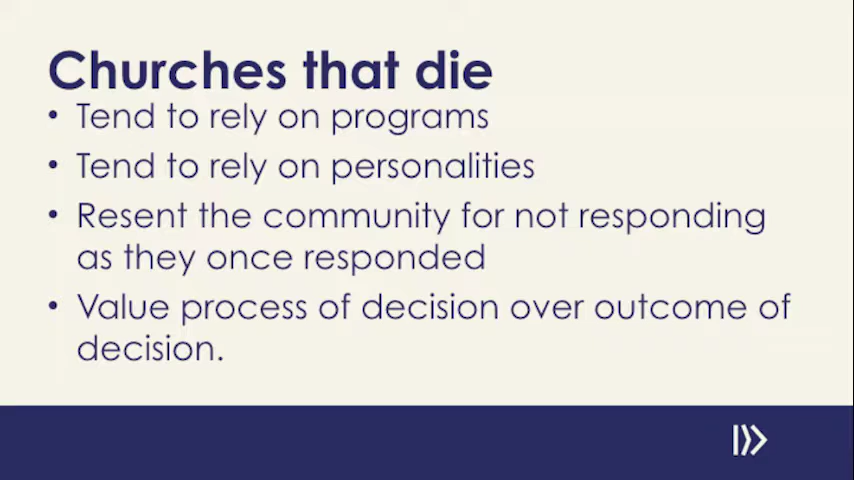 Churches that die
• Tend to rely on programs
• Tend to rely on personalities
• Resent the community for not responding
as they once responded
• Value process of decision over outcome of
decision.